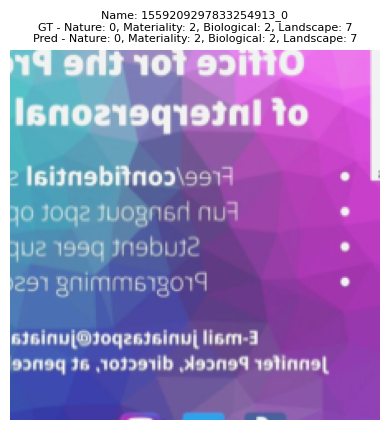 Name: 1559209297833254913_0
GT - Nature: 0, Materiality: 2, Biological: 2, Landscape: 7
Pred - Nature: 0, Materiality: 2, Biological: 2, Landscape: 7
Office for the Pr
of Interpersonal
• Free/confidential s
• Fun hangout spot op
• Student peer sup
• Programming reso
E-mail juniataspot@juniata
Jennifer Pencek, director, at pence